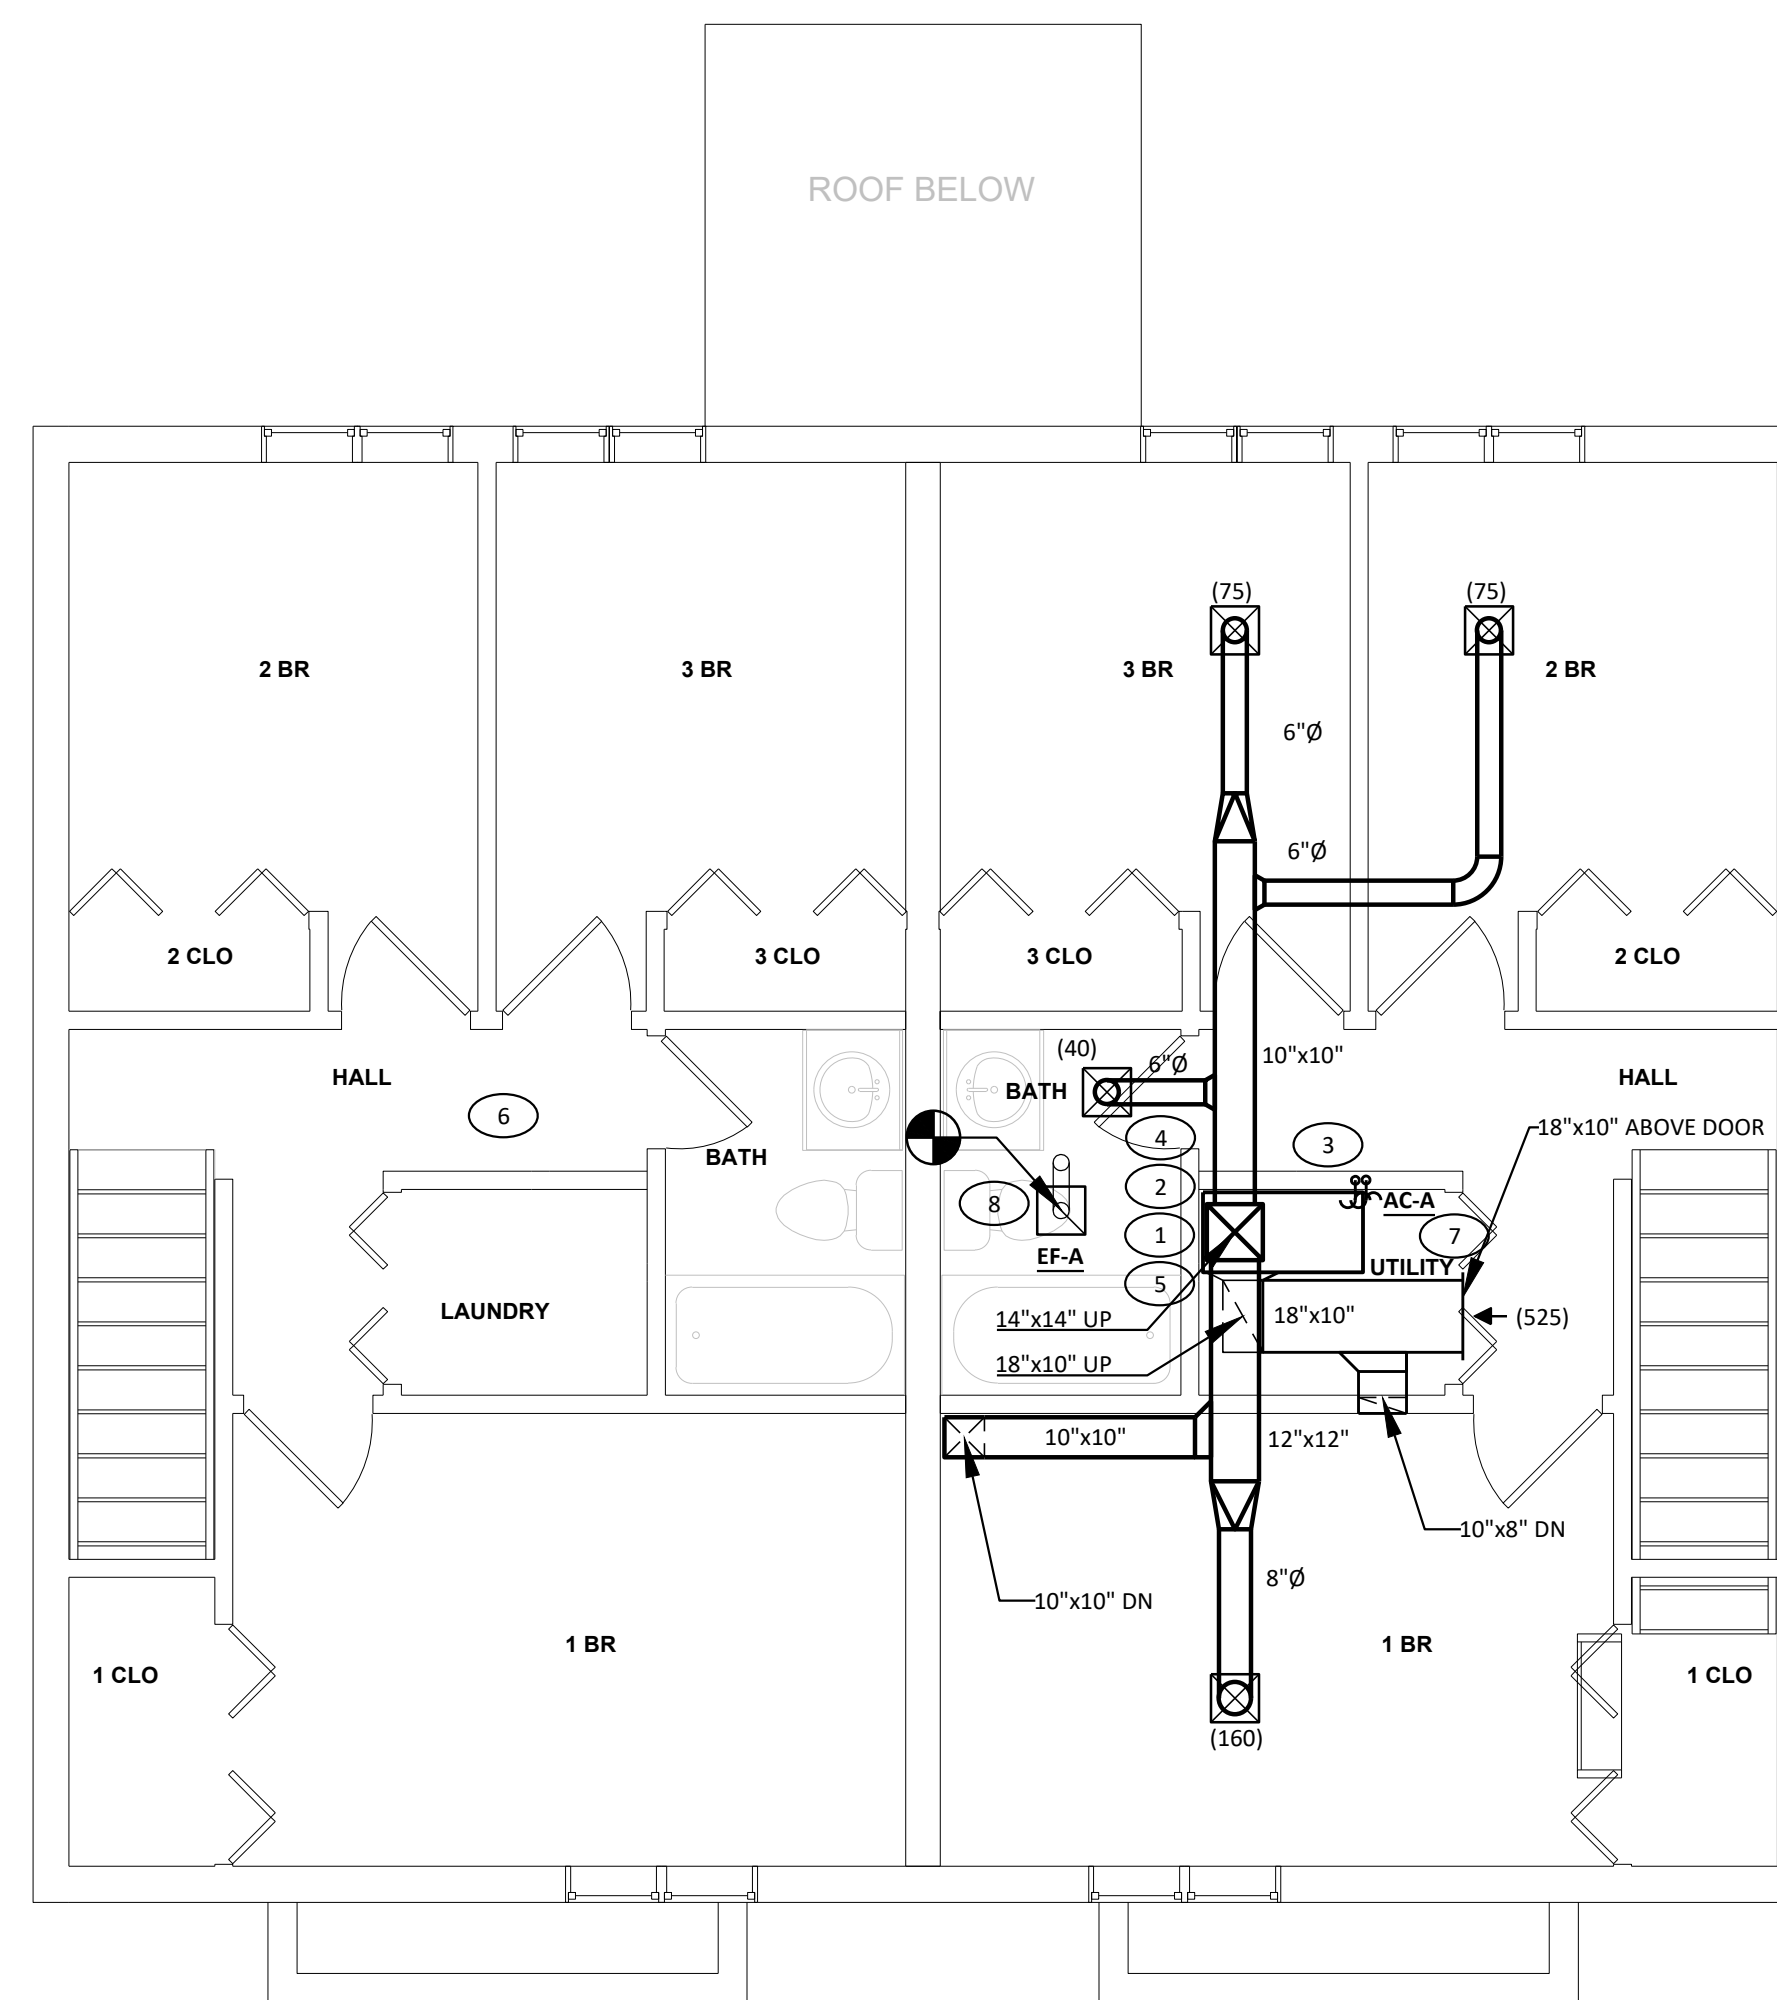 ROOF BELOW
(75)
(75)
2 BR
3 BR
3 BR
2 BR
6"Ø
6"Ø
2 CLO
3 CLO
3 CLO
2 CLO
(40)
6"Ø
10"x10"
HALL
BATH
HALL
6
4
3
18"x10" ABOVE DOOR
BATH
2
8
AC-A
1
7
EF-A
UTILITY
5
LAUNDRY
14"x14" UP
18"x10"
(525)
18"x10" UP
10"x10"
12"x12"
10"x8" DN
8"Ø
10"x10" DN
1 BR
1 BR
1 CLO
1 CLO
(160)